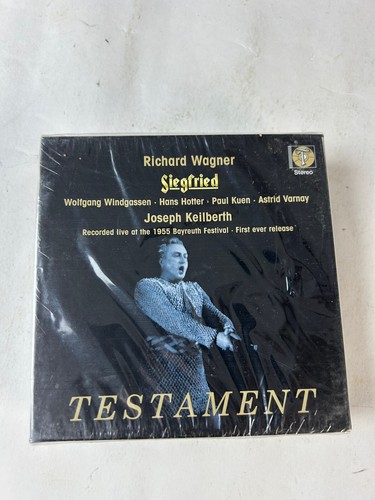 Richard Wagner
Siegfried
Wolfgang Windgassen · Hans Hotter · Paul Kuen · Astrid Varnay
Joseph Keilberth
Recorded live at the 1955 Bayreuth Festival · First ever release
T
Stereo
TESTAMENT